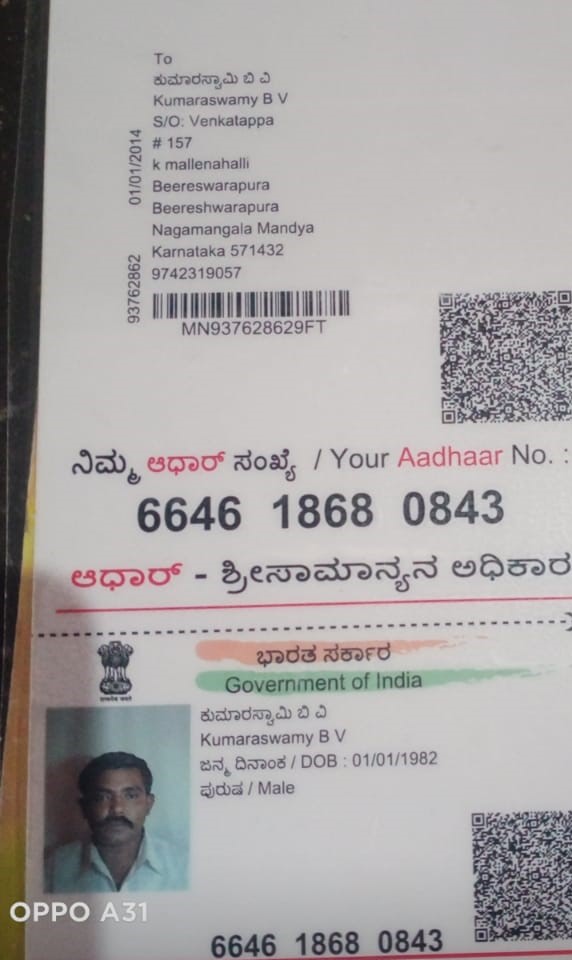 To
ಕುಮಾರಸ್ವಾಮಿ ಬಿ ವಿ
Kumaraswamy B V
S/O: Venkatappa
# 157
k mallenahalli
Beereswarapura
Beereshwarapura
Nagamangala Mandya
Karnataka 571432
9742319057
01/01/2014
93762862
MN937628629FT
ನಿಮ್ಮ ಆಧಾರ್ ಸಂಖ್ಯೆ / Your Aadhaar No. :
6646 1868 0843
ಆಧಾರ್ - ಶ್ರೀಸಾಮಾನ್ಯನ ಅಧಿಕಾರ
ಭಾರತ ಸರ್ಕಾರ
Government of India
ಕುಮಾರಸ್ವಾಮಿ ಬಿ ವಿ
Kumaraswamy B V
ಜನ್ಮ ದಿನಾಂಕ / DOB : 01/01/1982
ಪುರುಷ / Male
6646 1868 0843
OPPO A31